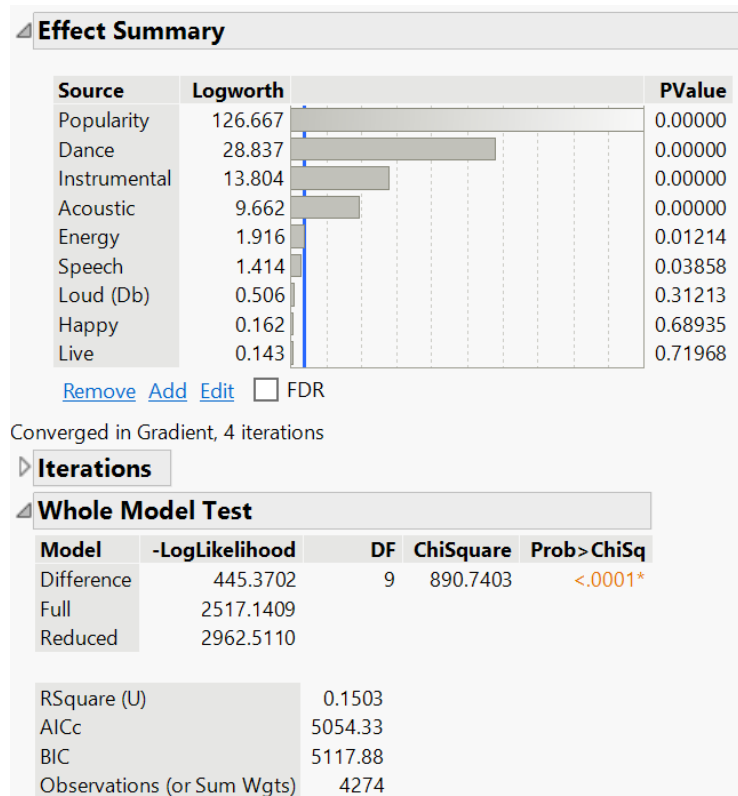 Effect Summary
Source Logworth PValue
Popularity 126.667 0.00000
Dance 28.837 0.00000
Instrumental 13.804 0.00000
Acoustic 9.662 0.00000
Energy 1.916 0.01214
Speech 1.414 0.03858
Loud (Db) 0.506 0.31213
Happy 0.162 0.68935
Live 0.143 0.71968
Remove Add Edit FDR
Converged in Gradient, 4 iterations
Iterations
Whole Model Test
Model -LogLikelihood DF ChiSquare Prob>ChiSq
Difference 445.3702 9 890.7403 <.0001*
Full 2517.1409
Reduced 2962.5110
RSquare (U) 0.1503
AICc 5054.33
BIC 5117.88
Observations (or Sum Wgts) 4274